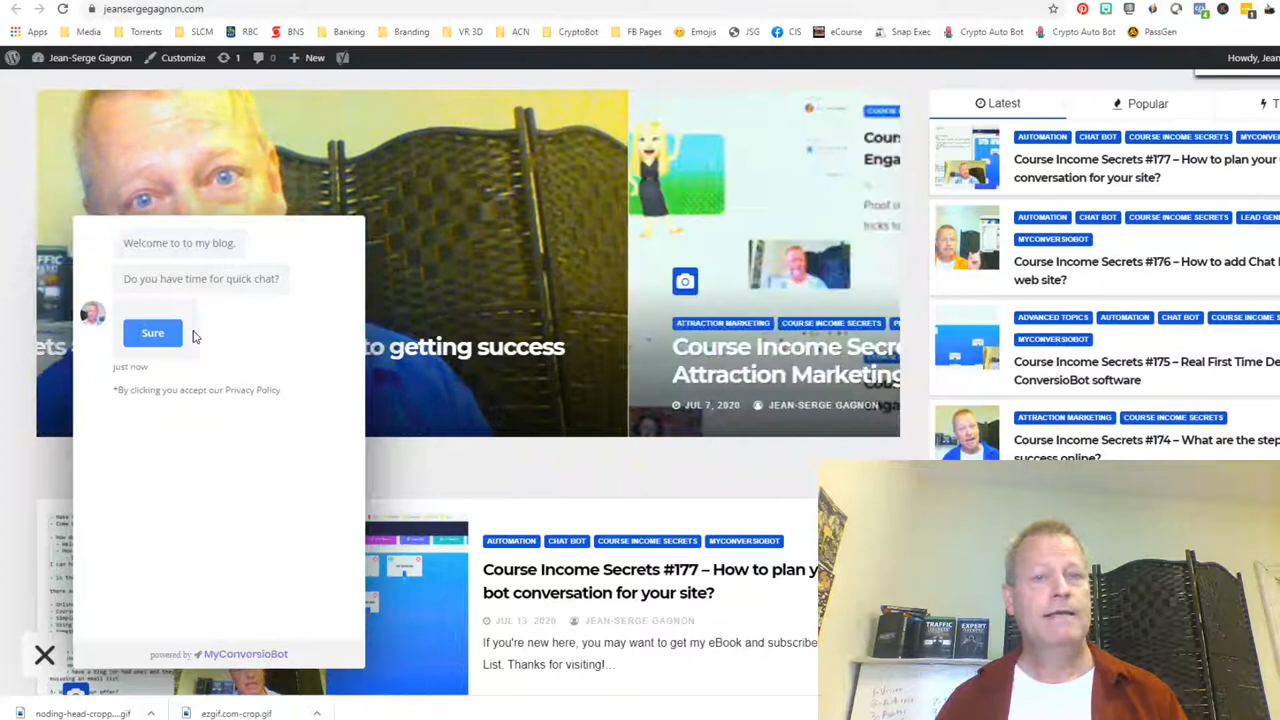 jeansergegagnon.com
Apps Media Torrents SLCM RBC BNS Banking Branding VR 3D ACN CryptoBot FB Pages Emojis JSG CIS eCourse Snap Exec Crypto Auto Bot Crypto Auto Bot PassGen
Jean-Serge Gagnon Customize 1 0 New Howdy, Jean
Latest Popular
AUTOMATION CHAT BOT COURSE INCOME SECRETS
Course Income Secrets #177 – How to plan your
conversation for your site?
AUTOMATION CHAT BOT COURSE INCOME SECRETS
MYCONVERSIOBOT
Course Income Secrets #176 – How to add Chat
web site?
ADVANCED TOPICS AUTOMATION CHAT BOT
MYCONVERSIOBOT
Course Income Secrets #175 – Real First Time De
ConversioBot software
ATTRACTION MARKETING COURSE INCOME SECRETS
Course Income Secrets #174 – What are the step
success online?
Welcome to to my blog.
Do you have time for quick chat?
Sure
just now
*By clicking you accept our Privacy Policy
powered by MyConversioBot
to getting success
ATTRACTION MARKETING COURSE INCOME SECRETS
Course Income Secre
Attraction Marketing
JUL 7, 2020 JEAN-SERGE GAGNON
AUTOMATION CHAT BOT COURSE INCOME SECRETS MYCONVERSIOBOT
Course Income Secrets #177 – How to plan y
bot conversation for your site?
JUL 13, 2020 JEAN-SERGE GAGNON
If you're new here, you may want to get my eBook and subscribe
List. Thanks for visiting!...
TRAFFIC
SECRETS
EXPERT
SECRETS
noding-head-cropp....gif ezgif.com-crop.gif